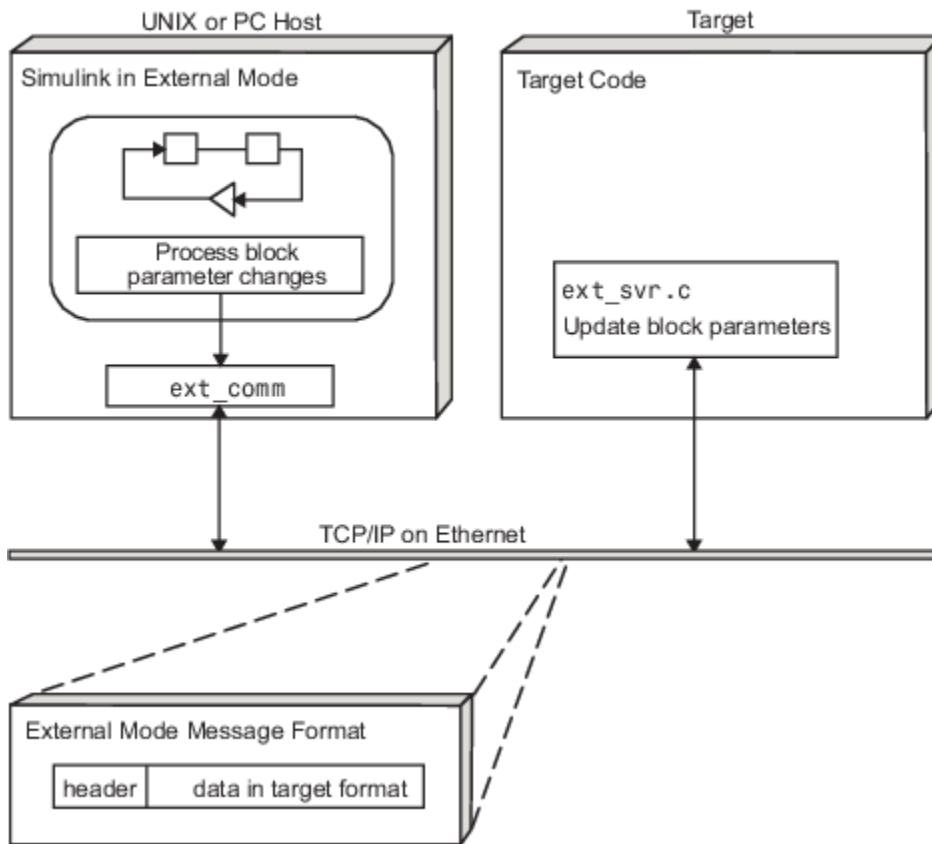 UNIX or PC Host
Target
Simulink in External Mode
Target Code
Process block
parameter changes
ext_svr.c
Update block parameters
ext_comm
TCP/IP on Ethernet
External Mode Message Format
header
data in target format